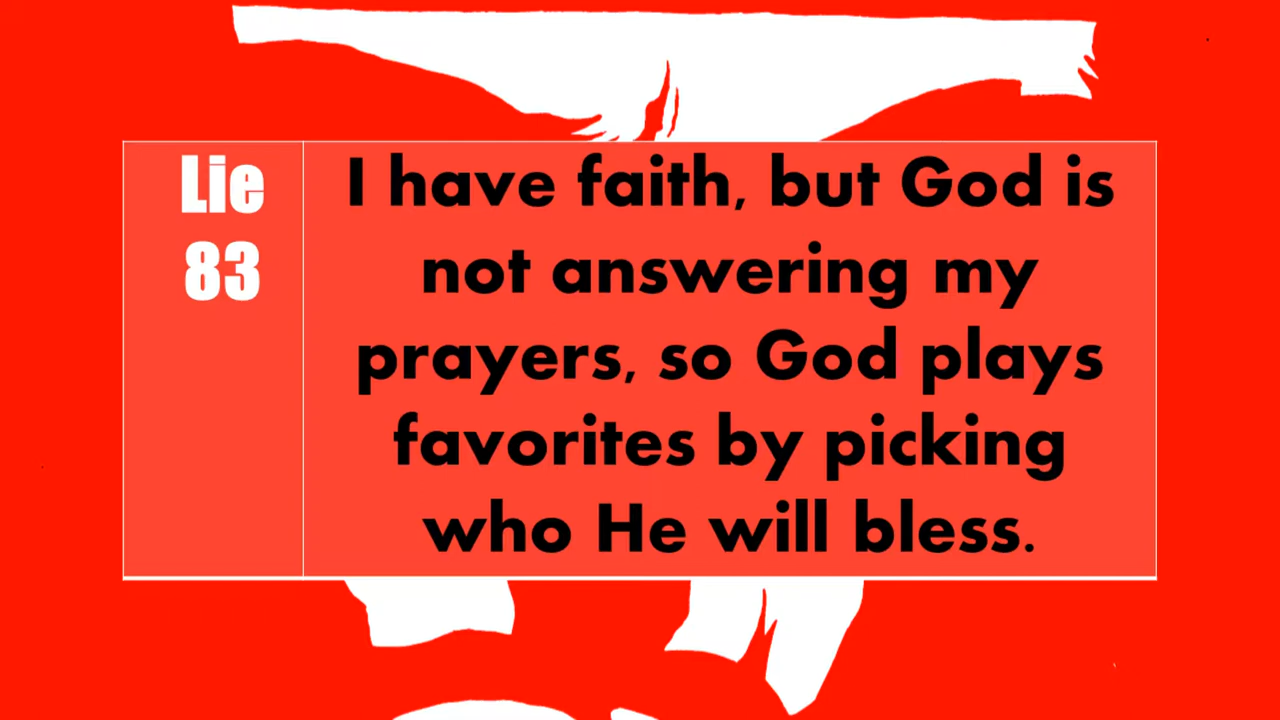 Lie
83
I have faith, but God is
not answering my
prayers, so God plays
favorites by picking
who He will bless.